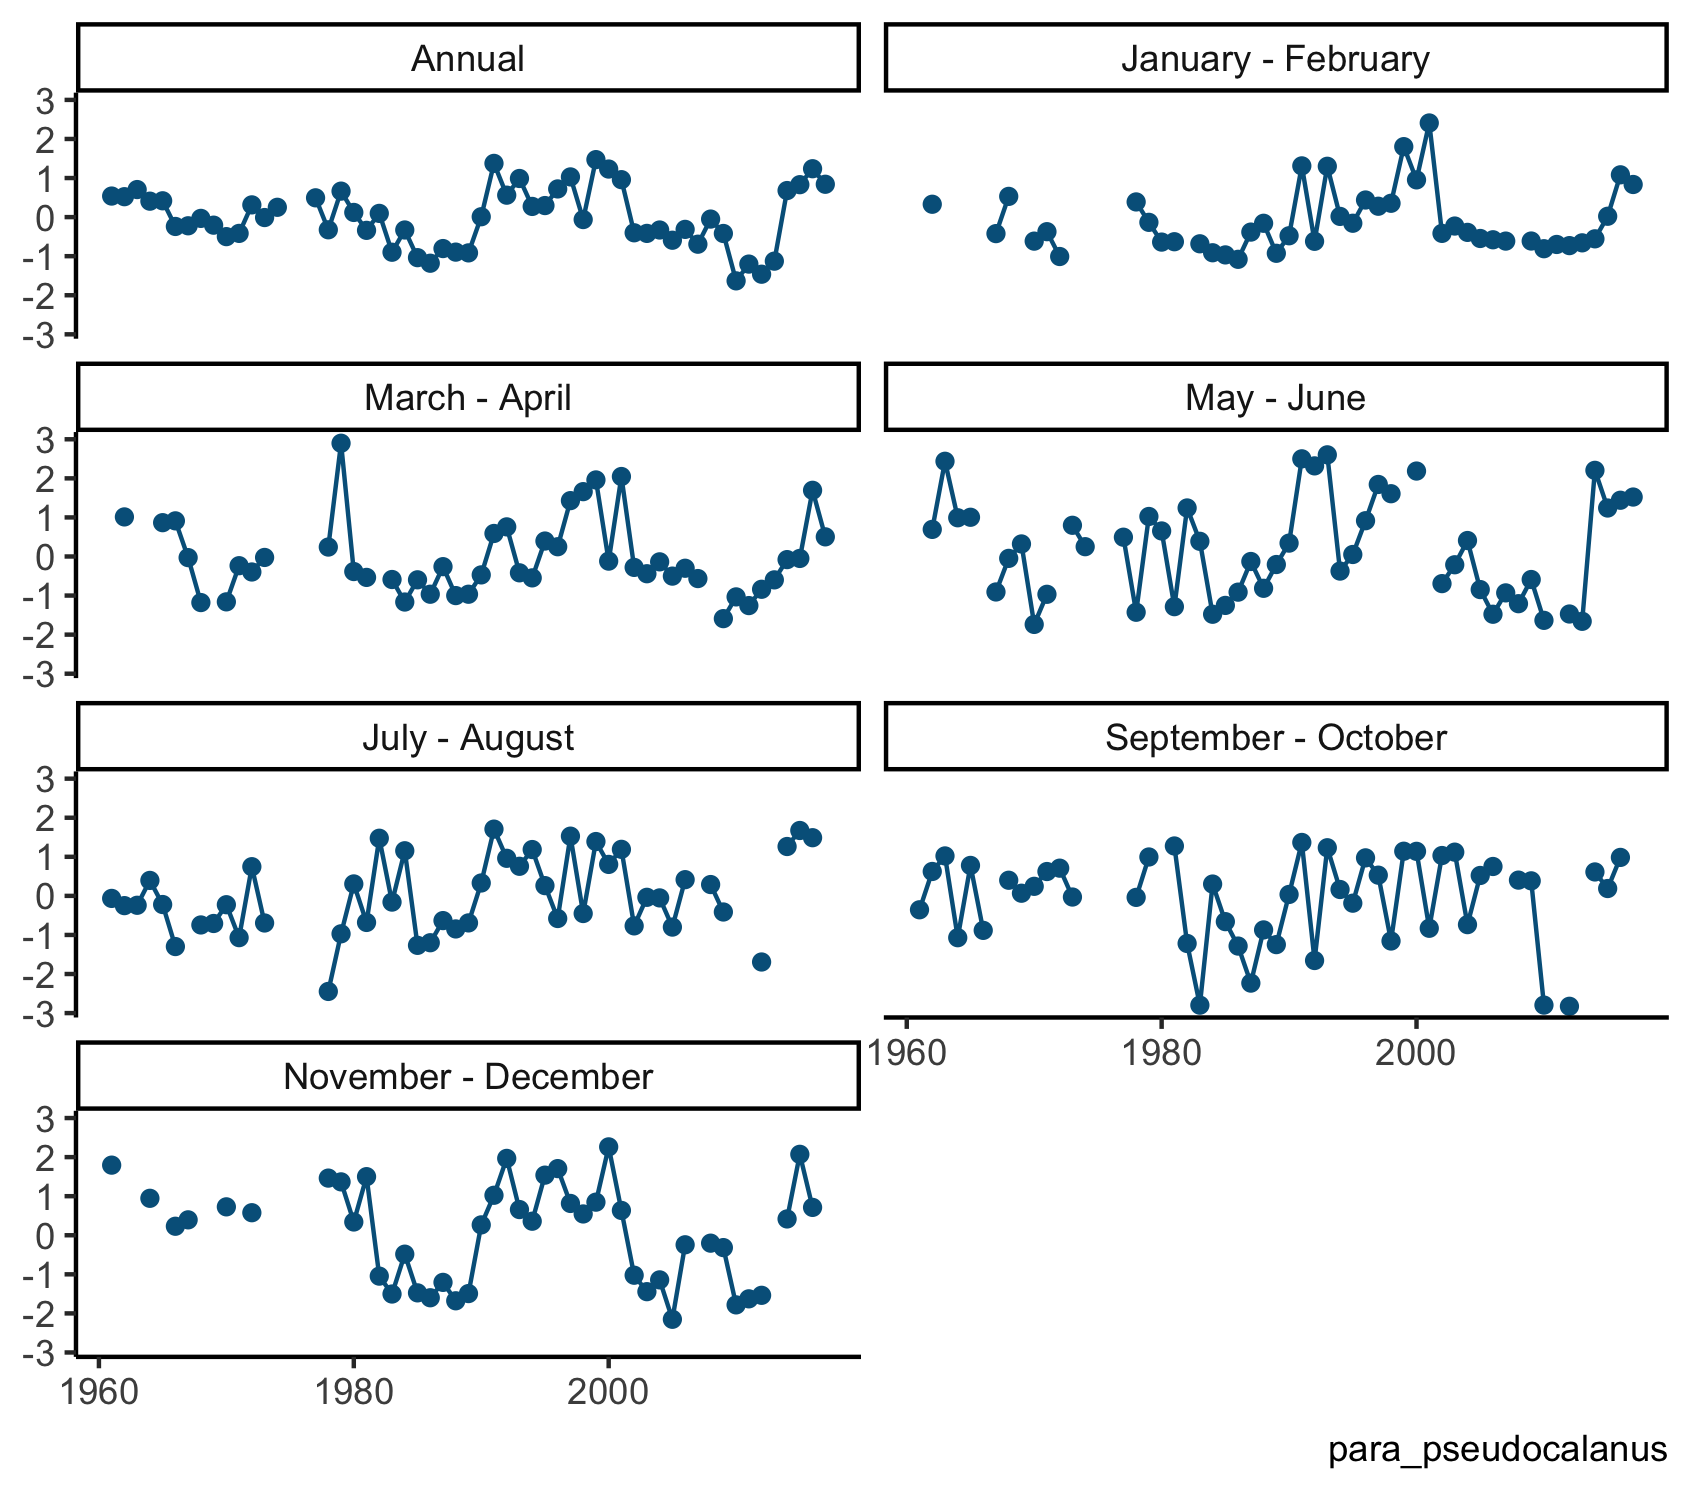 Annual
January - February
3
2
1
0
-1
-2
-3
March - April
May - June
3
2
1
0
-1
-2
-3
July - August
September - October
3
2
1
0
-1
-2
-3
1960 1980 2000
November - December
3
2
1
0
-1
-2
-3
1960 1980 2000
para_pseudocalanus